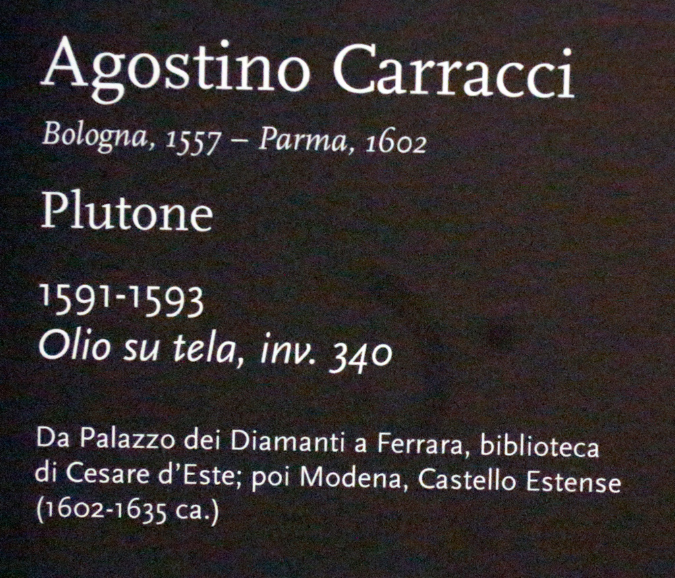 Agostino Carracci
Bologna, 1557 – Parma, 1602
Plutone
1591-1593
Olio su tela, inv. 340
Da Palazzo dei Diamanti a Ferrara, biblioteca
di Cesare d'Este; poi Modena, Castello Estense
(1602-1635 ca.)